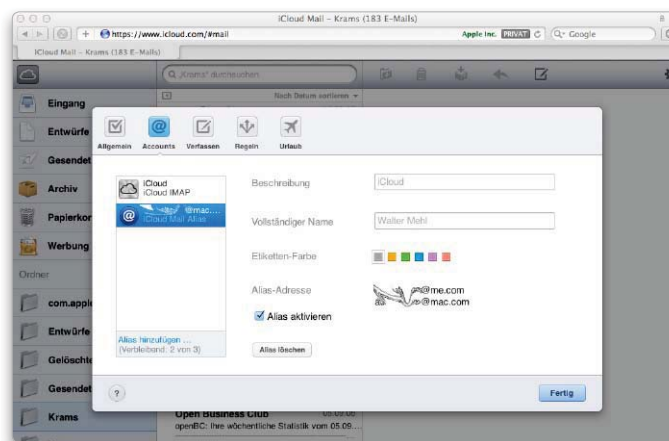 iCloud Mail – Krams (183 E-Mails)
https://www.icloud.com/#mail
Apple Inc. PRIVAT
Google
iCloud Mail – Krams (183 E-Mails)
„Krams“ durchsuchen
Nach Datum sortieren
Eingang
Entwürfe
Gesendet
Archiv
Papierkor
Werbung
Ordner
com.apple
Entwürfe
Gelöschte
Gesendet
Krams
Allgemein
Accounts
Verfassen
Regeln
Urlaub
iCloud
iCloud IMAP
@mac....
iCloud Mail Alias
Alias hinzufügen ...
(Verbleibend: 2 von 3)
Beschreibung
iCloud
Vollständiger Name
Walter Mehl
Etiketten-Farbe
Alias-Adresse
@me.com
@mac.com
Alias aktivieren
Alias löschen
?
Fertig
Open Business Club 05.09.06
openBC: Ihre wöchentliche Statistik vom 05.09....